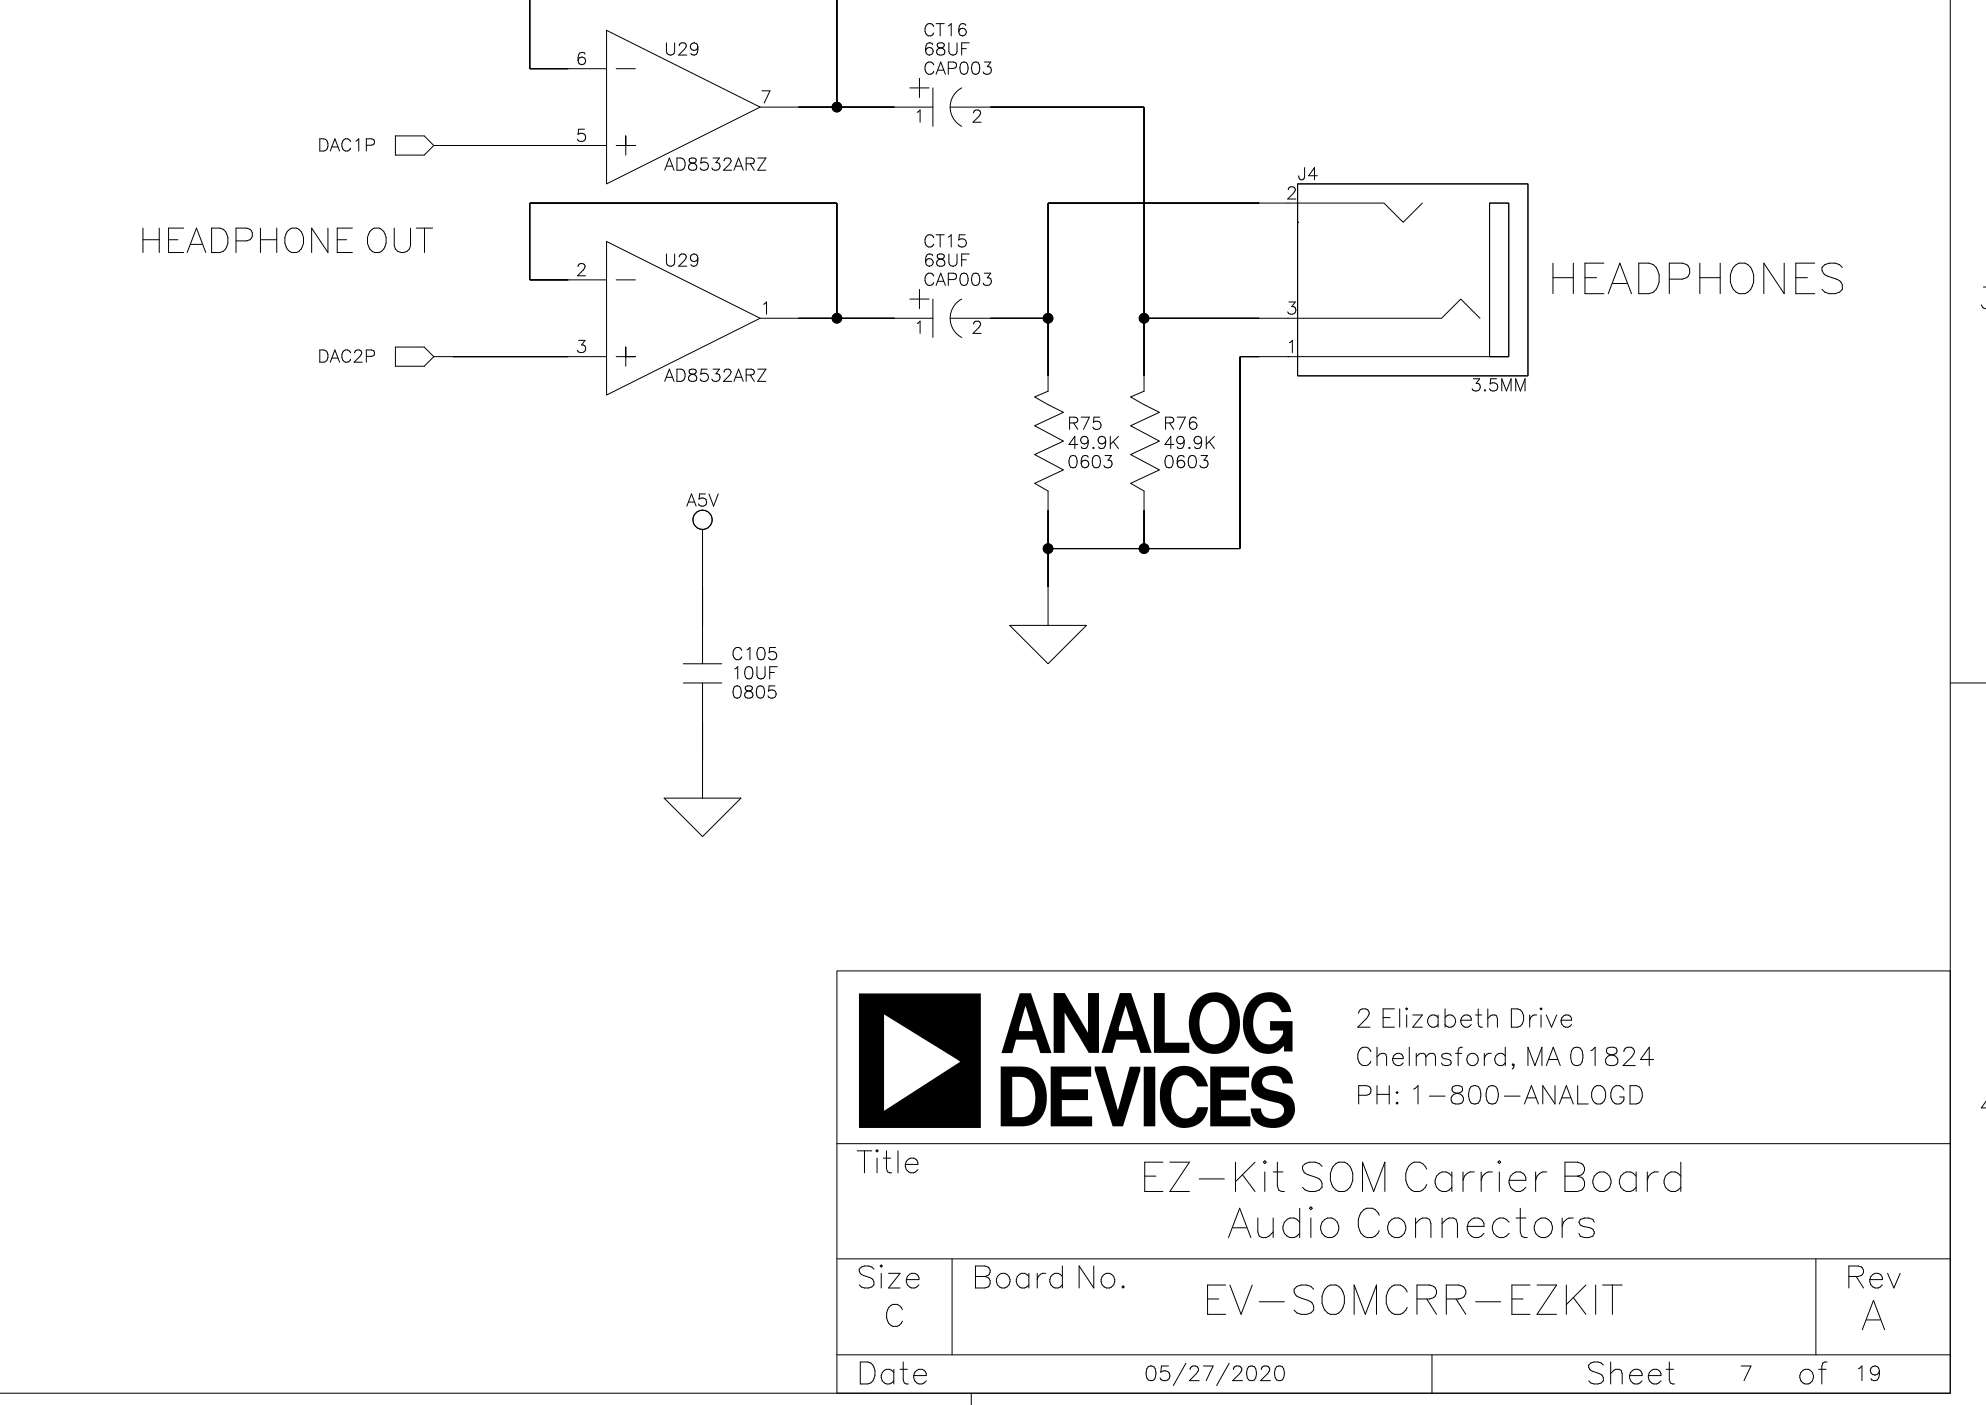 CT16
68UF
CAP003
U29
6
7
1
2
DAC1P
5
AD8532ARZ
J4
2
HEADPHONE OUT
CT15
68UF
CAP003
U29
2
1
1
2
HEADPHONES
3
1
DAC2P
3
AD8532ARZ
3.5MM
R75
49.9K
0603
R76
49.9K
0603
A5V
C105
10UF
0805
ANALOG
DEVICES
2 Elizabeth Drive
Chelmsford, MA 01824
PH: 1-800-ANALOGD
Title
EZ-Kit SOM Carrier Board
Audio Connectors
Size
C
Board No.
EV-SOMCRR-EZKIT
Rev
A
Date
05/27/2020
Sheet 7 of 19